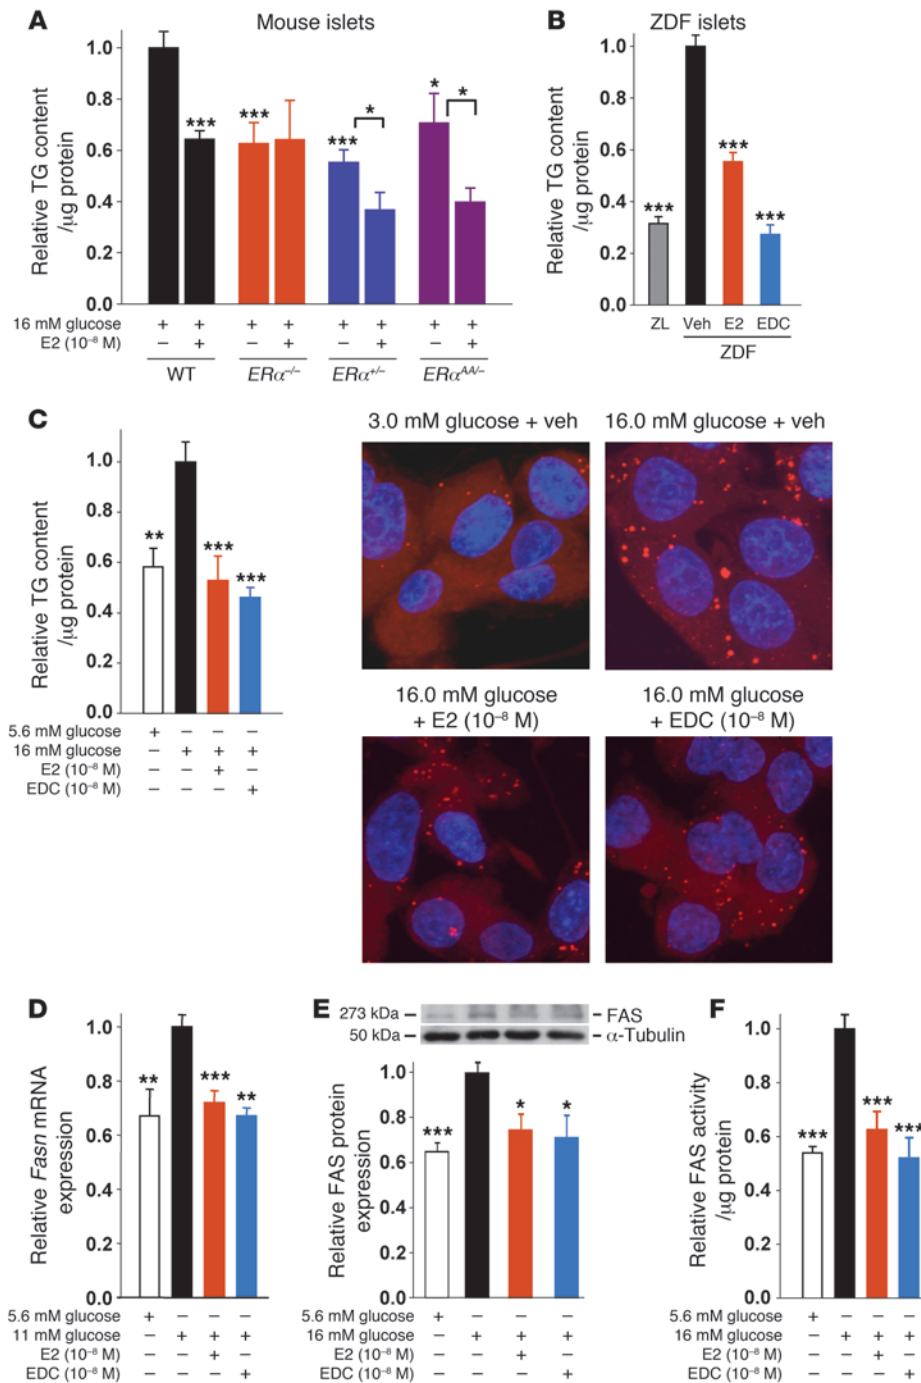 A Mouse islets
Relative TG content
/µg protein
1.0
0.8
0.6
0.4
0.2
0.0
*** *** *** * * *
16 mM glucose + + + + + + + +
E2 (10⁻⁸ M) – + – + – + – +
WT ERα⁻/⁻ ERα⁺/⁻ ERαᴬᴬ/⁻
B ZDF islets
Relative TG content
/µg protein
1.0
0.8
0.6
0.4
0.2
0.0
*** *** ***
ZL Veh E2 EDC
ZDF
C
Relative TG content
/µg protein
1.0
0.8
0.6
0.4
0.2
0.0
** *** ***
5.6 mM glucose + – – –
16 mM glucose – + + +
E2 (10⁻⁸ M) – – + –
EDC (10⁻⁸ M) – – – +
3.0 mM glucose + veh
16.0 mM glucose + veh
16.0 mM glucose
+ E2 (10⁻⁸ M)
16.0 mM glucose
+ EDC (10⁻⁸ M)
D
Relative Fasn mRNA
expression
1.0
0.8
0.6
0.4
0.2
0.0
** *** **
5.6 mM glucose + – – –
11 mM glucose – + + +
E2 (10⁻⁸ M) – – + –
EDC (10⁻⁸ M) – – – +
E
273 kDa – – FAS
50 kDa – – α-Tubulin
Relative FAS protein
expression
1.0
0.8
0.6
0.4
0.2
0.0
*** * *
5.6 mM glucose + – – –
16 mM glucose – + + +
E2 (10⁻⁸ M) – – + –
EDC (10⁻⁸ M) – – – +
F
Relative FAS activity
/µg protein
1.0
0.8
0.6
0.4
0.2
0.0
*** *** ***
5.6 mM glucose + – – –
16 mM glucose – + + +
E2 (10⁻⁸ M) – – + –
EDC (10⁻⁸ M) – – – +